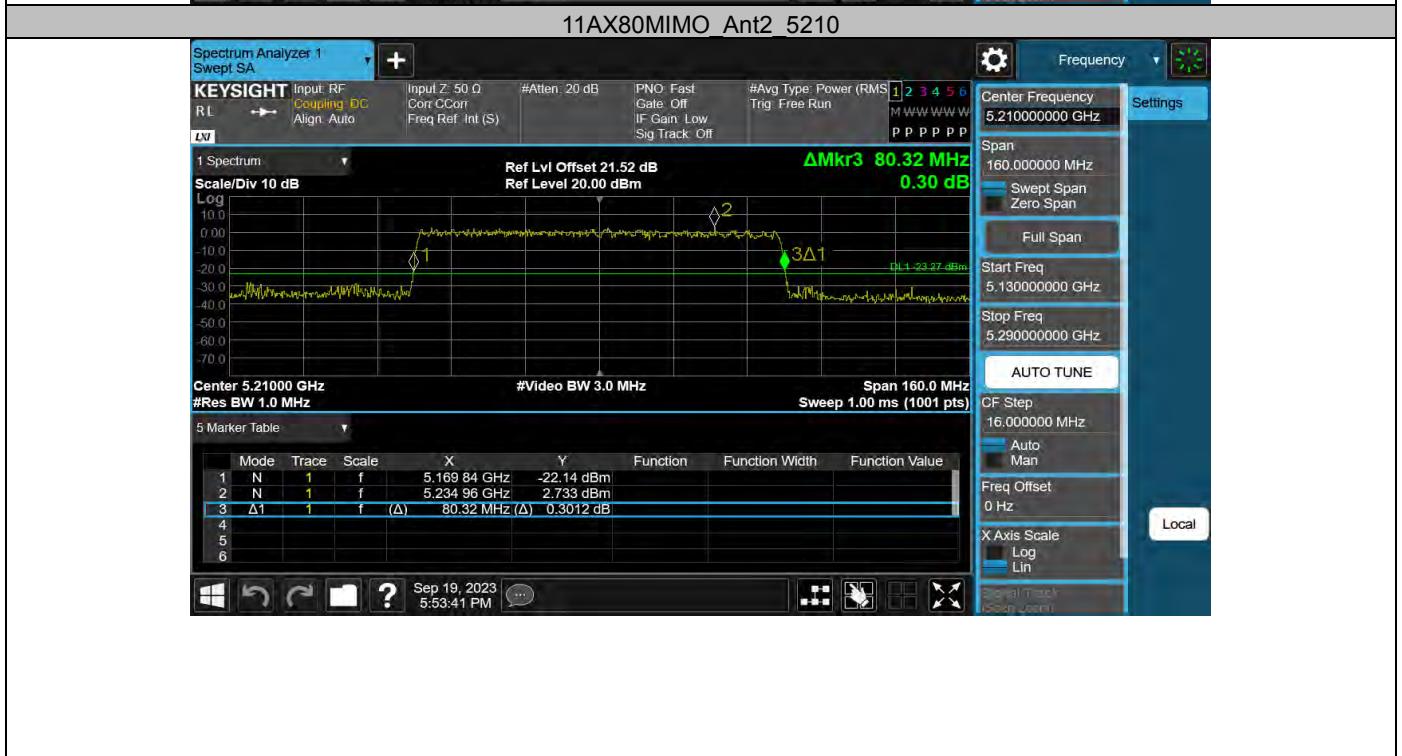 11AX80MIMO_Ant2_5210
Spectrum Analyzer 1
Swept SA
+
Frequency
KEYSIGHT
RL
LXI
Input: RF
Coupling: DC
Align: Auto
Input Z: 50 Ω
Corr CCorr
Freq Ref: Int (S)
#Atten: 20 dB
PNO: Fast
Gate: Off
IF Gain: Low
Sig Track: Off
#Avg Type: Power (RMS
Trig: Free Run
1 2 3 4 5 6
M W W W W W
P P P P P P
Center Frequency
5.210000000 GHz
Settings
1 Spectrum
Scale/Div 10 dB
Ref Lvl Offset 21.52 dB
Ref Level 20.00 dBm
ΔMkr3 80.32 MHz
0.30 dB
Span
160.000000 MHz
Swept Span
Zero Span
Full Span
Start Freq
5.130000000 GHz
Stop Freq
5.290000000 GHz
AUTO TUNE
CF Step
16.000000 MHz
Auto
Man
Freq Offset
0 Hz
X Axis Scale
Log
Lin
Local
Log
10.0
0.00
-10.0
-20.0
-30.0
-40.0
-50.0
-60.0
-70.0
1
2
3Δ1
DL1 -23.27 dBm
Center 5.21000 GHz
#Video BW 3.0 MHz
Span 160.0 MHz
#Res BW 1.0 MHz
Sweep 1.00 ms (1001 pts)
5 Marker Table
Mode Trace Scale X Y Function Function Width Function Value
1 N 1 f 5.169 84 GHz -22.14 dBm
2 N 1 f 5.234 96 GHz 2.733 dBm
3 Δ1 1 f (Δ) 80.32 MHz (Δ) 0.3012 dB
4
5
6
?
Sep 19, 2023
5:53:41 PM
Signal Track
(Span Zoom)